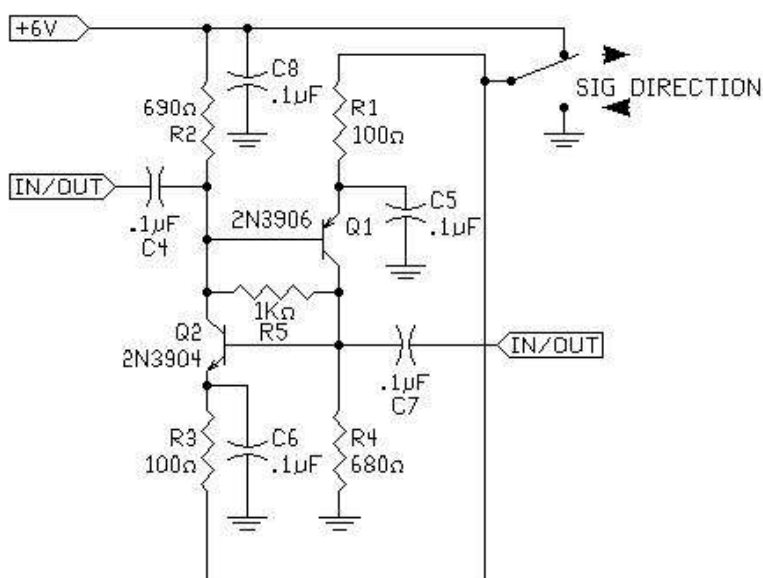 +6V
C8
.1µF
690Ω
R2
R1
100Ω
SIG DIRECTION
IN/OUT
.1µF
C4
2N3906
Q1
C5
.1µF
1KΩ
R5
Q2
2N3904
.1µF
C7
IN/OUT
R3
100Ω
C6
.1µF
R4
680Ω